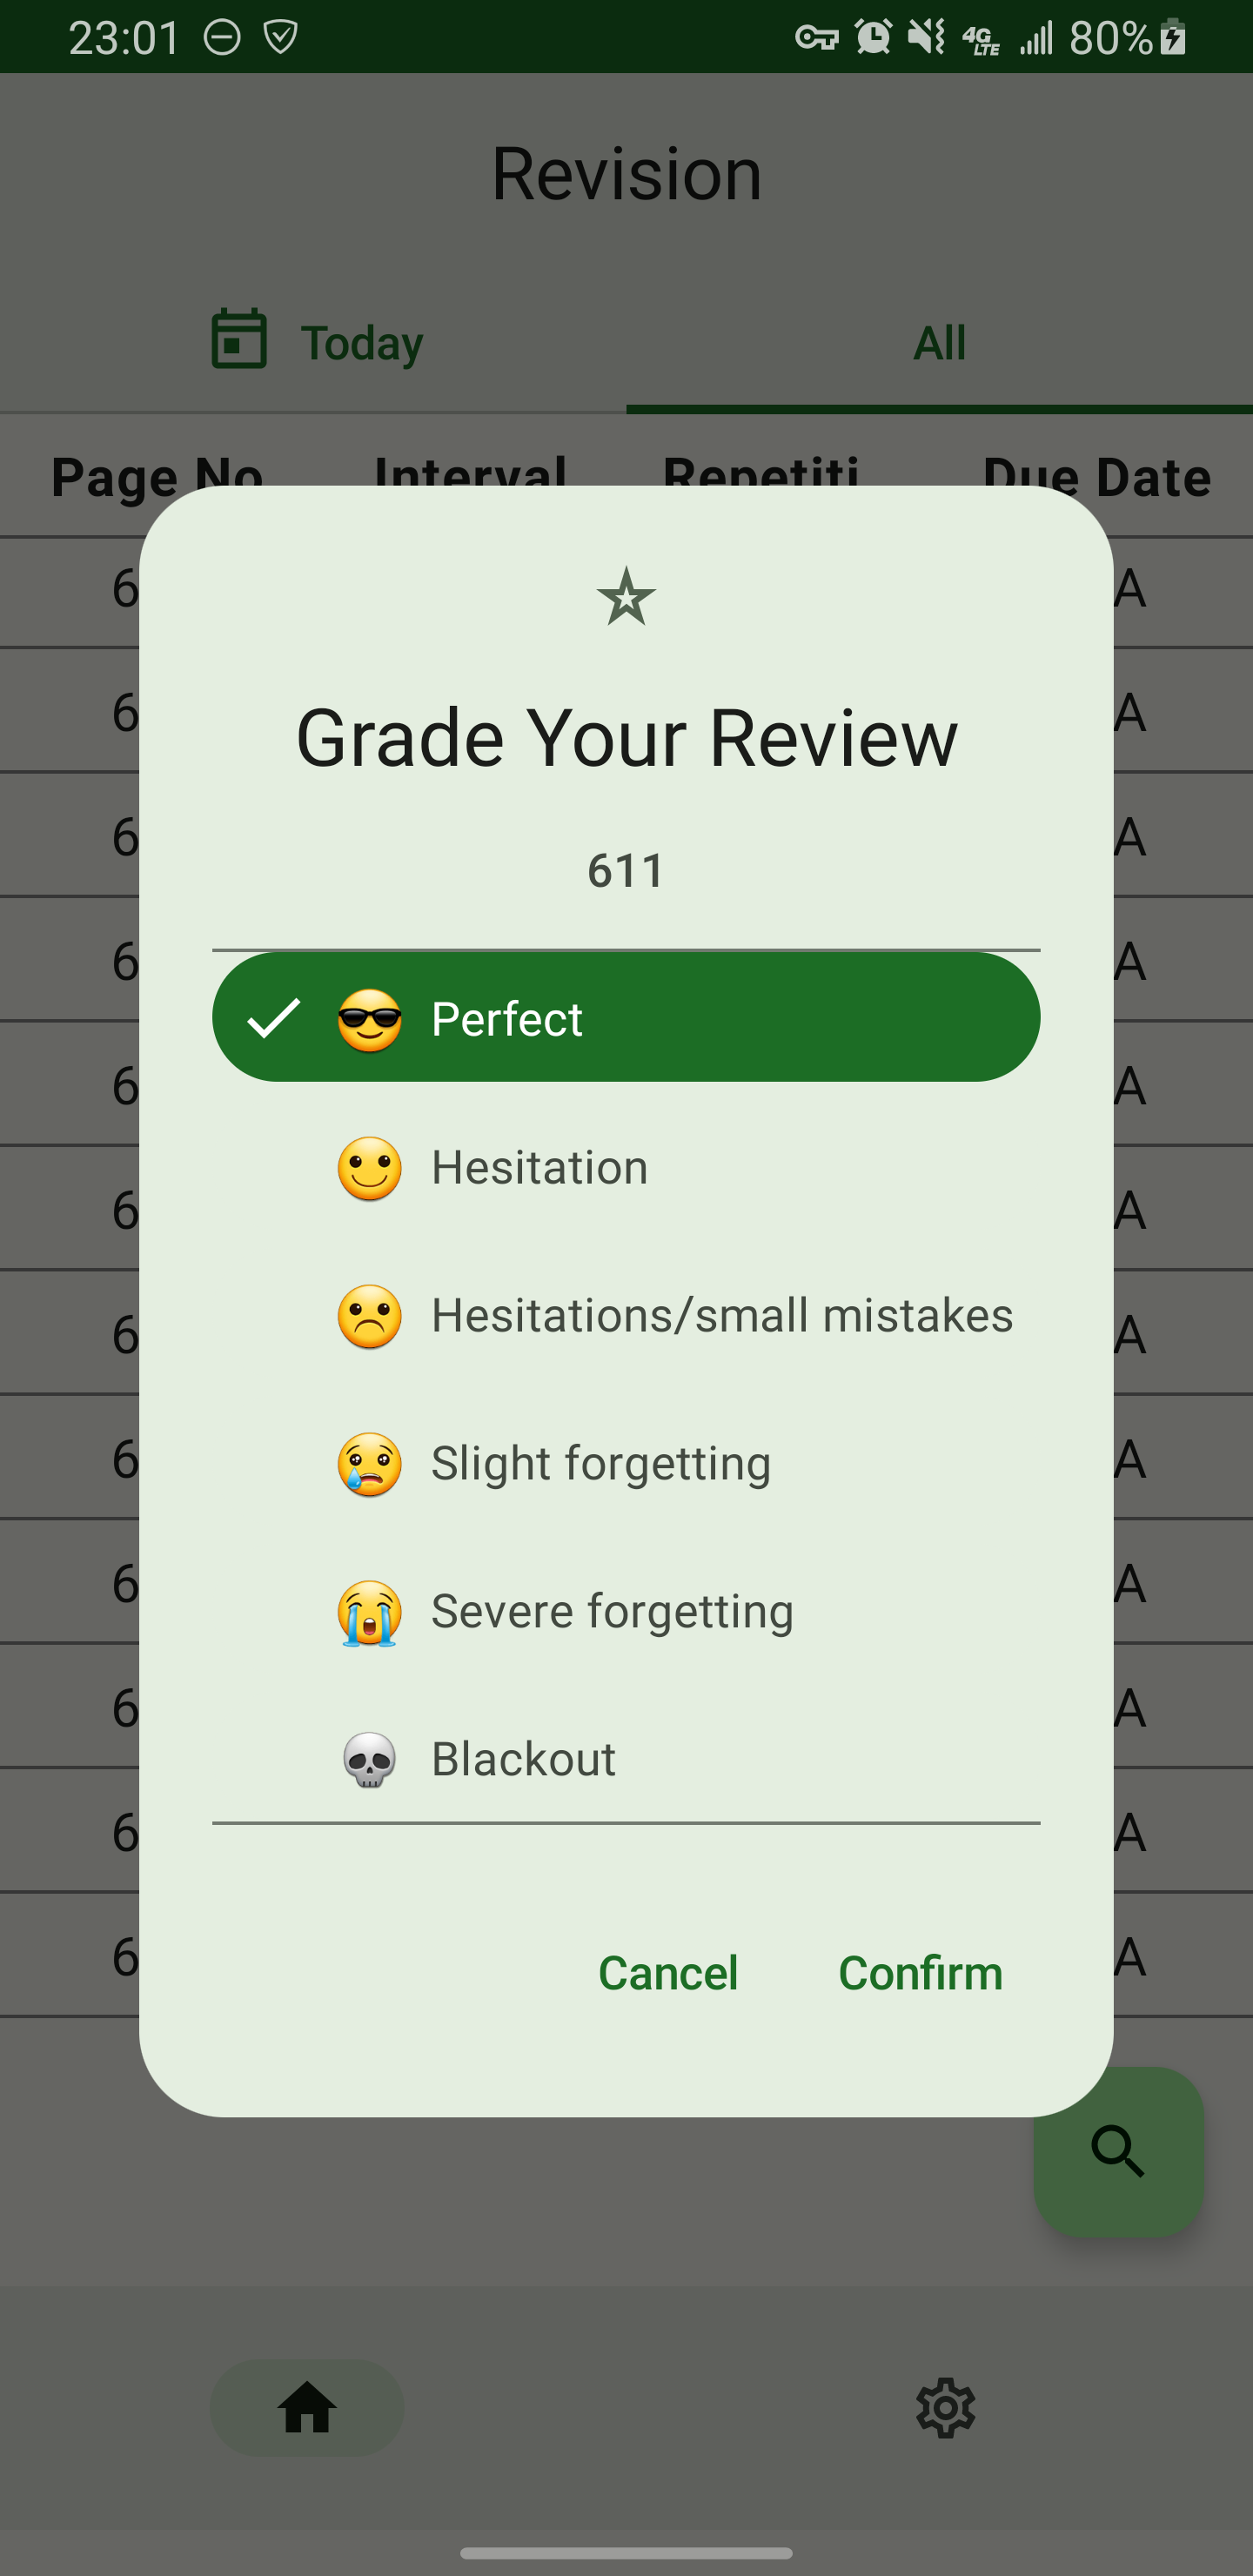 23:01 4G LTE 80%
Revision
Today All
Page No Interval Repetiti Due Date
6 A
6 A
6 A
6 A
6 A
6 A
6 A
6 A
6 A
6 A
6 A
6 A
Grade Your Review
611
Perfect
Hesitation
Hesitations/small mistakes
Slight forgetting
Severe forgetting
Blackout
Cancel Confirm